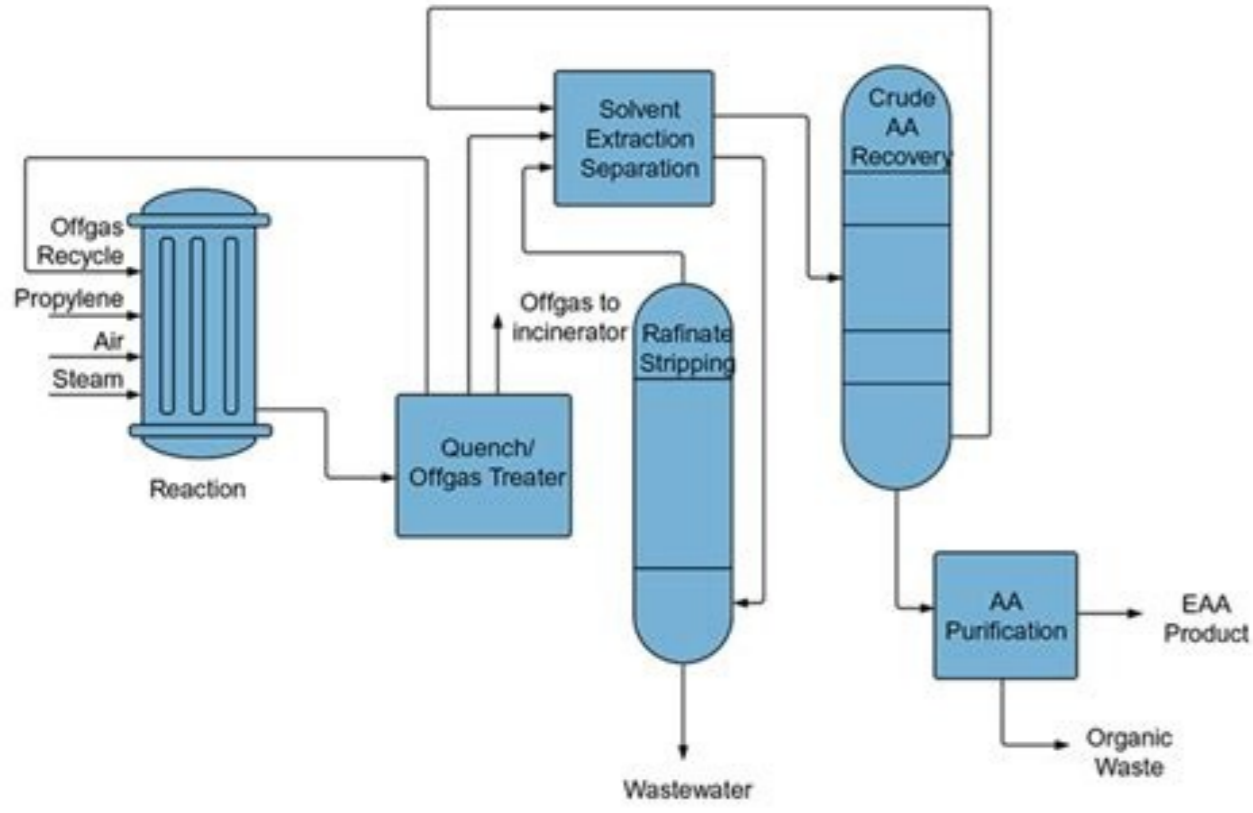 Solvent
Extraction
Separation
Crude
AA
Recovery
Offgas
Recycle
Propylene
Air
Steam
Reaction
Offgas to
incinerator
Rafinate
Stripping
Quench/
Offgas Treater
AA
Purification
EAA
Product
Organic
Waste
Wastewater